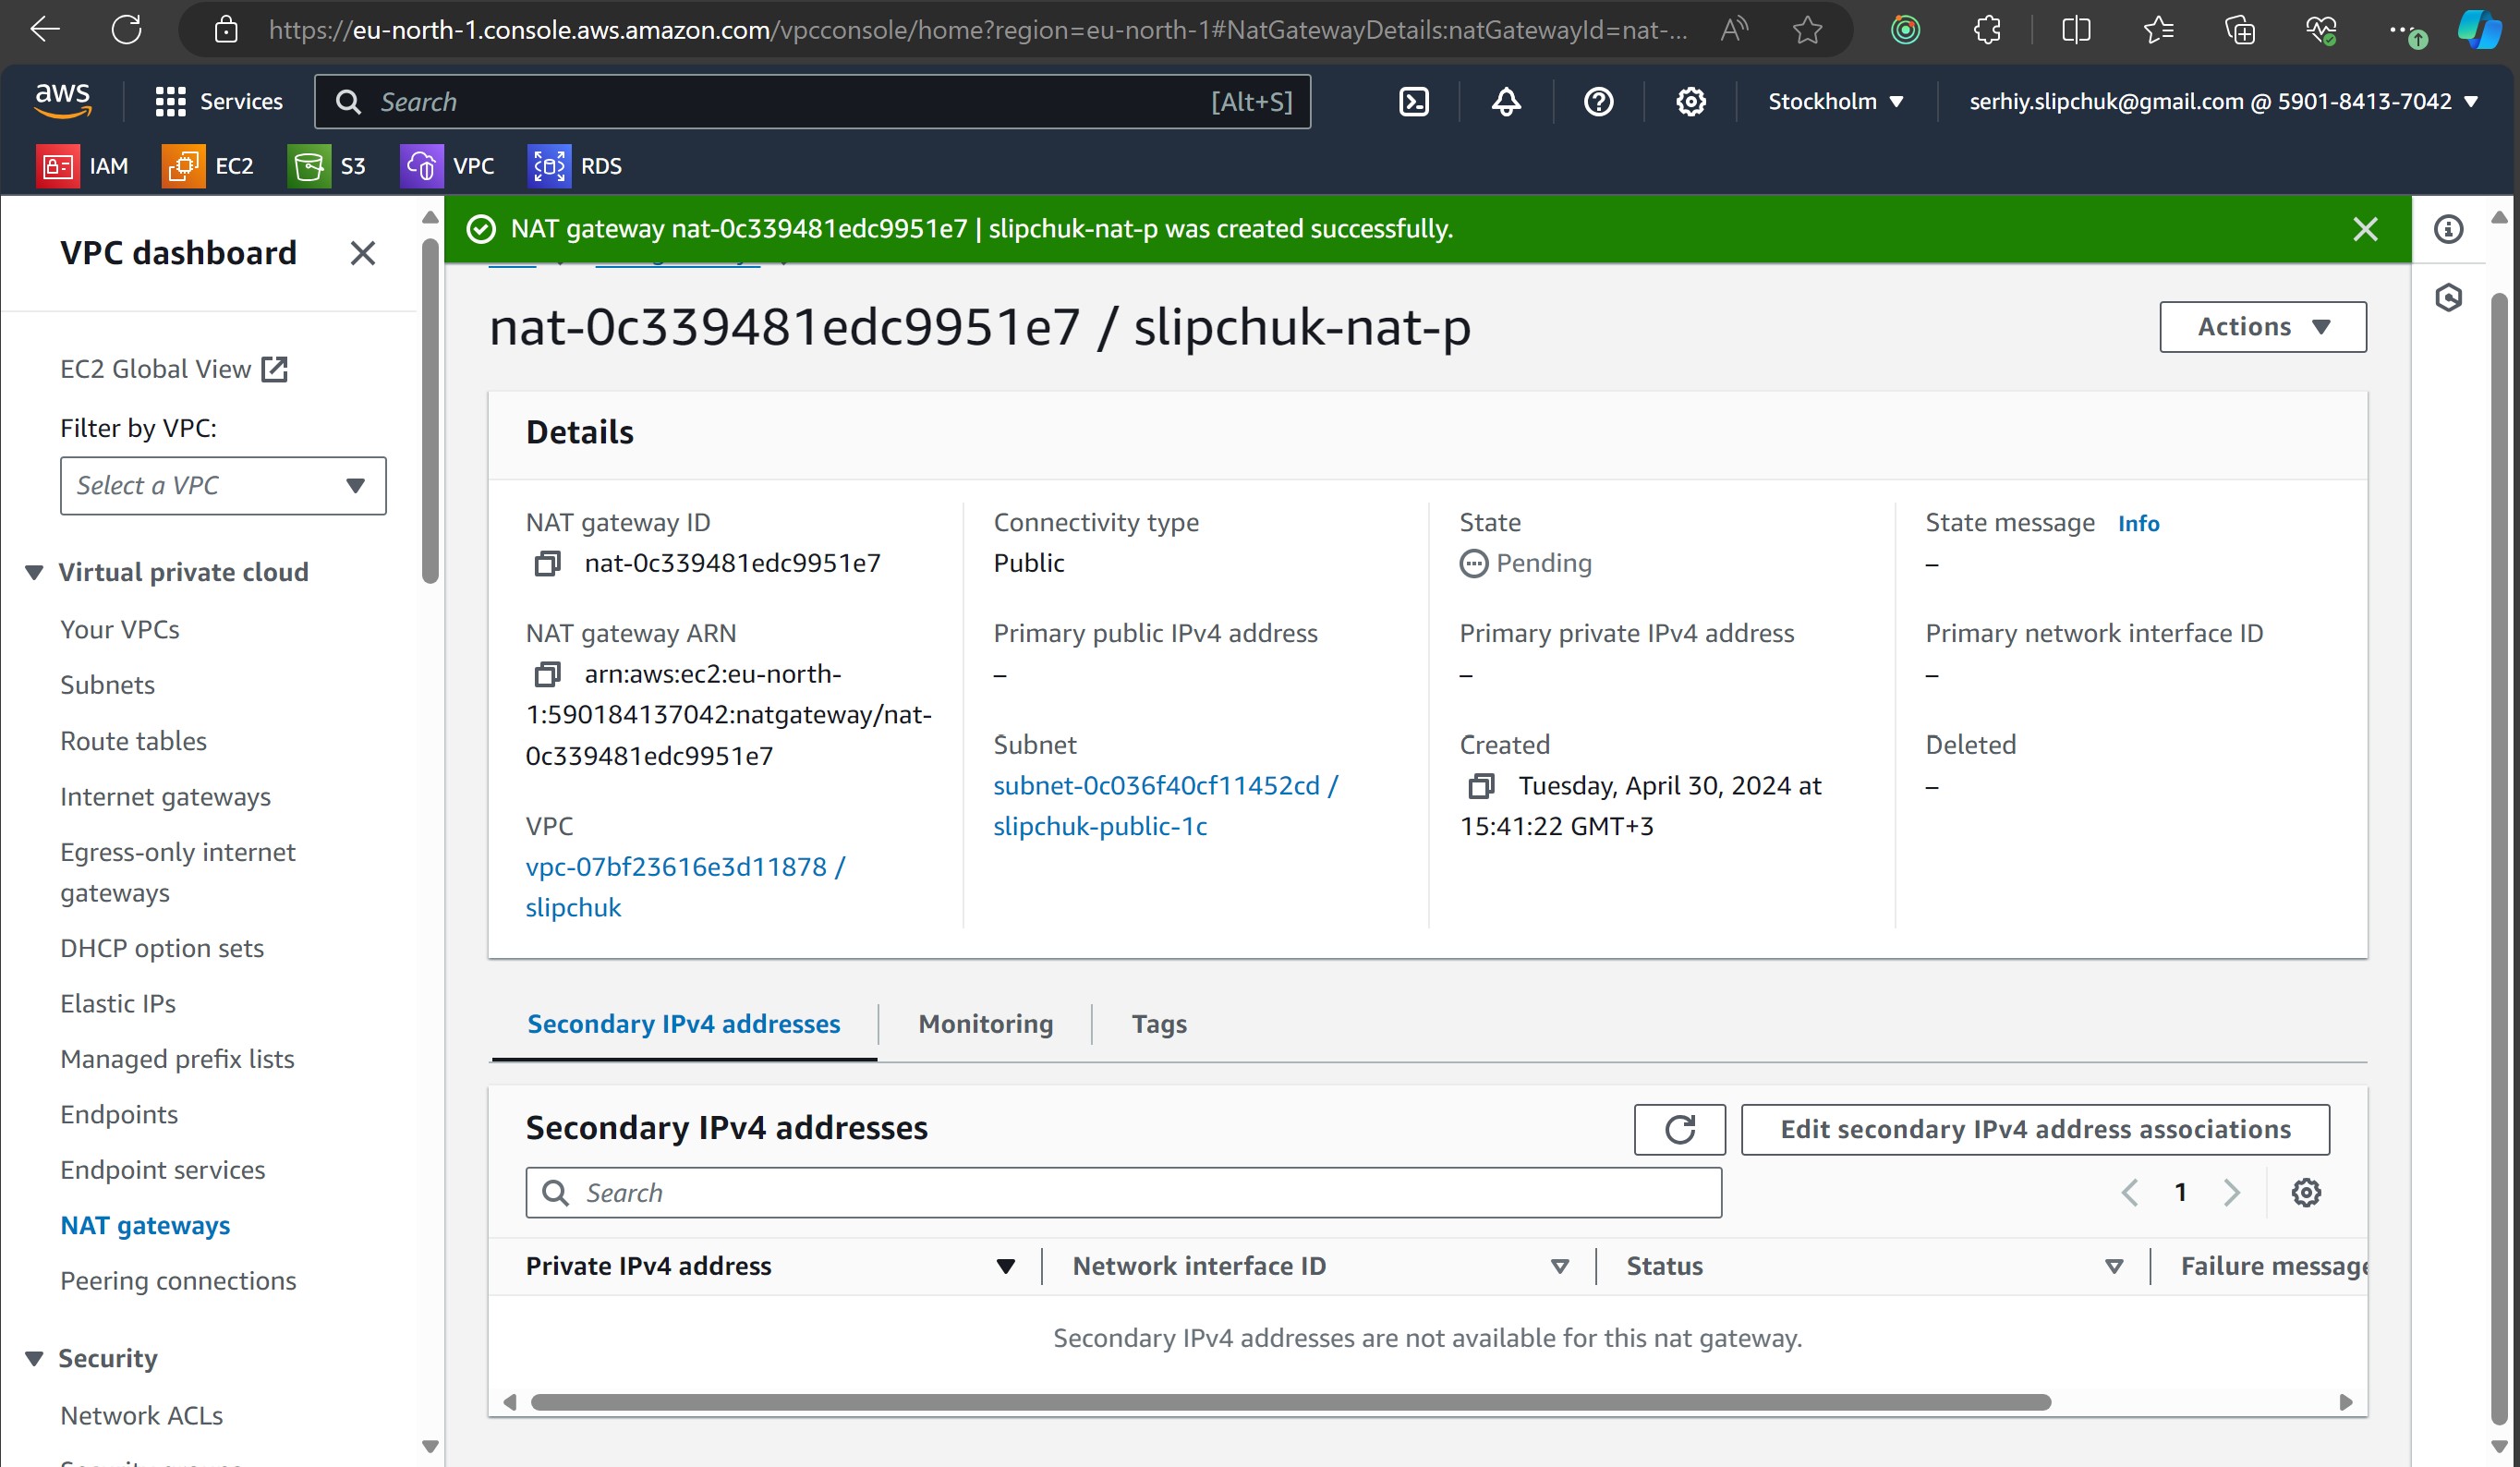 https://eu-north-1.console.aws.amazon.com/vpcconsole/home?region=eu-north-1#NatGatewayDetails:natGatewayId=nat-...
aws
Services
Search
[Alt+S]
Stockholm
serhiy.slipchuk@gmail.com @ 5901-8413-7042
IAM
EC2
S3
VPC
RDS
VPC dashboard
EC2 Global View
Filter by VPC:
Select a VPC
Virtual private cloud
Your VPCs
Subnets
Route tables
Internet gateways
Egress-only internet
gateways
DHCP option sets
Elastic IPs
Managed prefix lists
Endpoints
Endpoint services
NAT gateways
Peering connections
Security
Network ACLs
NAT gateway nat-0c339481edc9951e7 | slipchuk-nat-p was created successfully.
nat-0c339481edc9951e7 / slipchuk-nat-p
Actions
Details
NAT gateway ID
nat-0c339481edc9951e7
NAT gateway ARN
arn:aws:ec2:eu-north-
1:590184137042:natgateway/nat-
0c339481edc9951e7
VPC
vpc-07bf23616e3d11878 /
slipchuk
Connectivity type
Public
Primary public IPv4 address
–
Subnet
subnet-0c036f40cf11452cd /
slipchuk-public-1c
State
Pending
Primary private IPv4 address
–
Created
Tuesday, April 30, 2024 at
15:41:22 GMT+3
State message Info
–
Primary network interface ID
–
Deleted
–
Secondary IPv4 addresses
Monitoring
Tags
Secondary IPv4 addresses
Edit secondary IPv4 address associations
Search
1
Private IPv4 address
Network interface ID
Status
Failure message
Secondary IPv4 addresses are not available for this nat gateway.